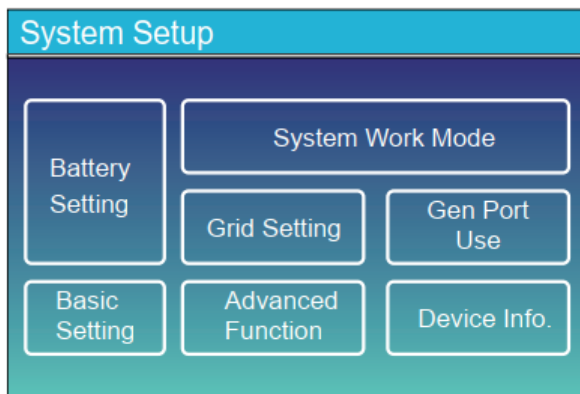 System Setup
Battery
Setting
System Work Mode
Grid Setting
Gen Port
Use
Basic
Setting
Advanced
Function
Device Info.